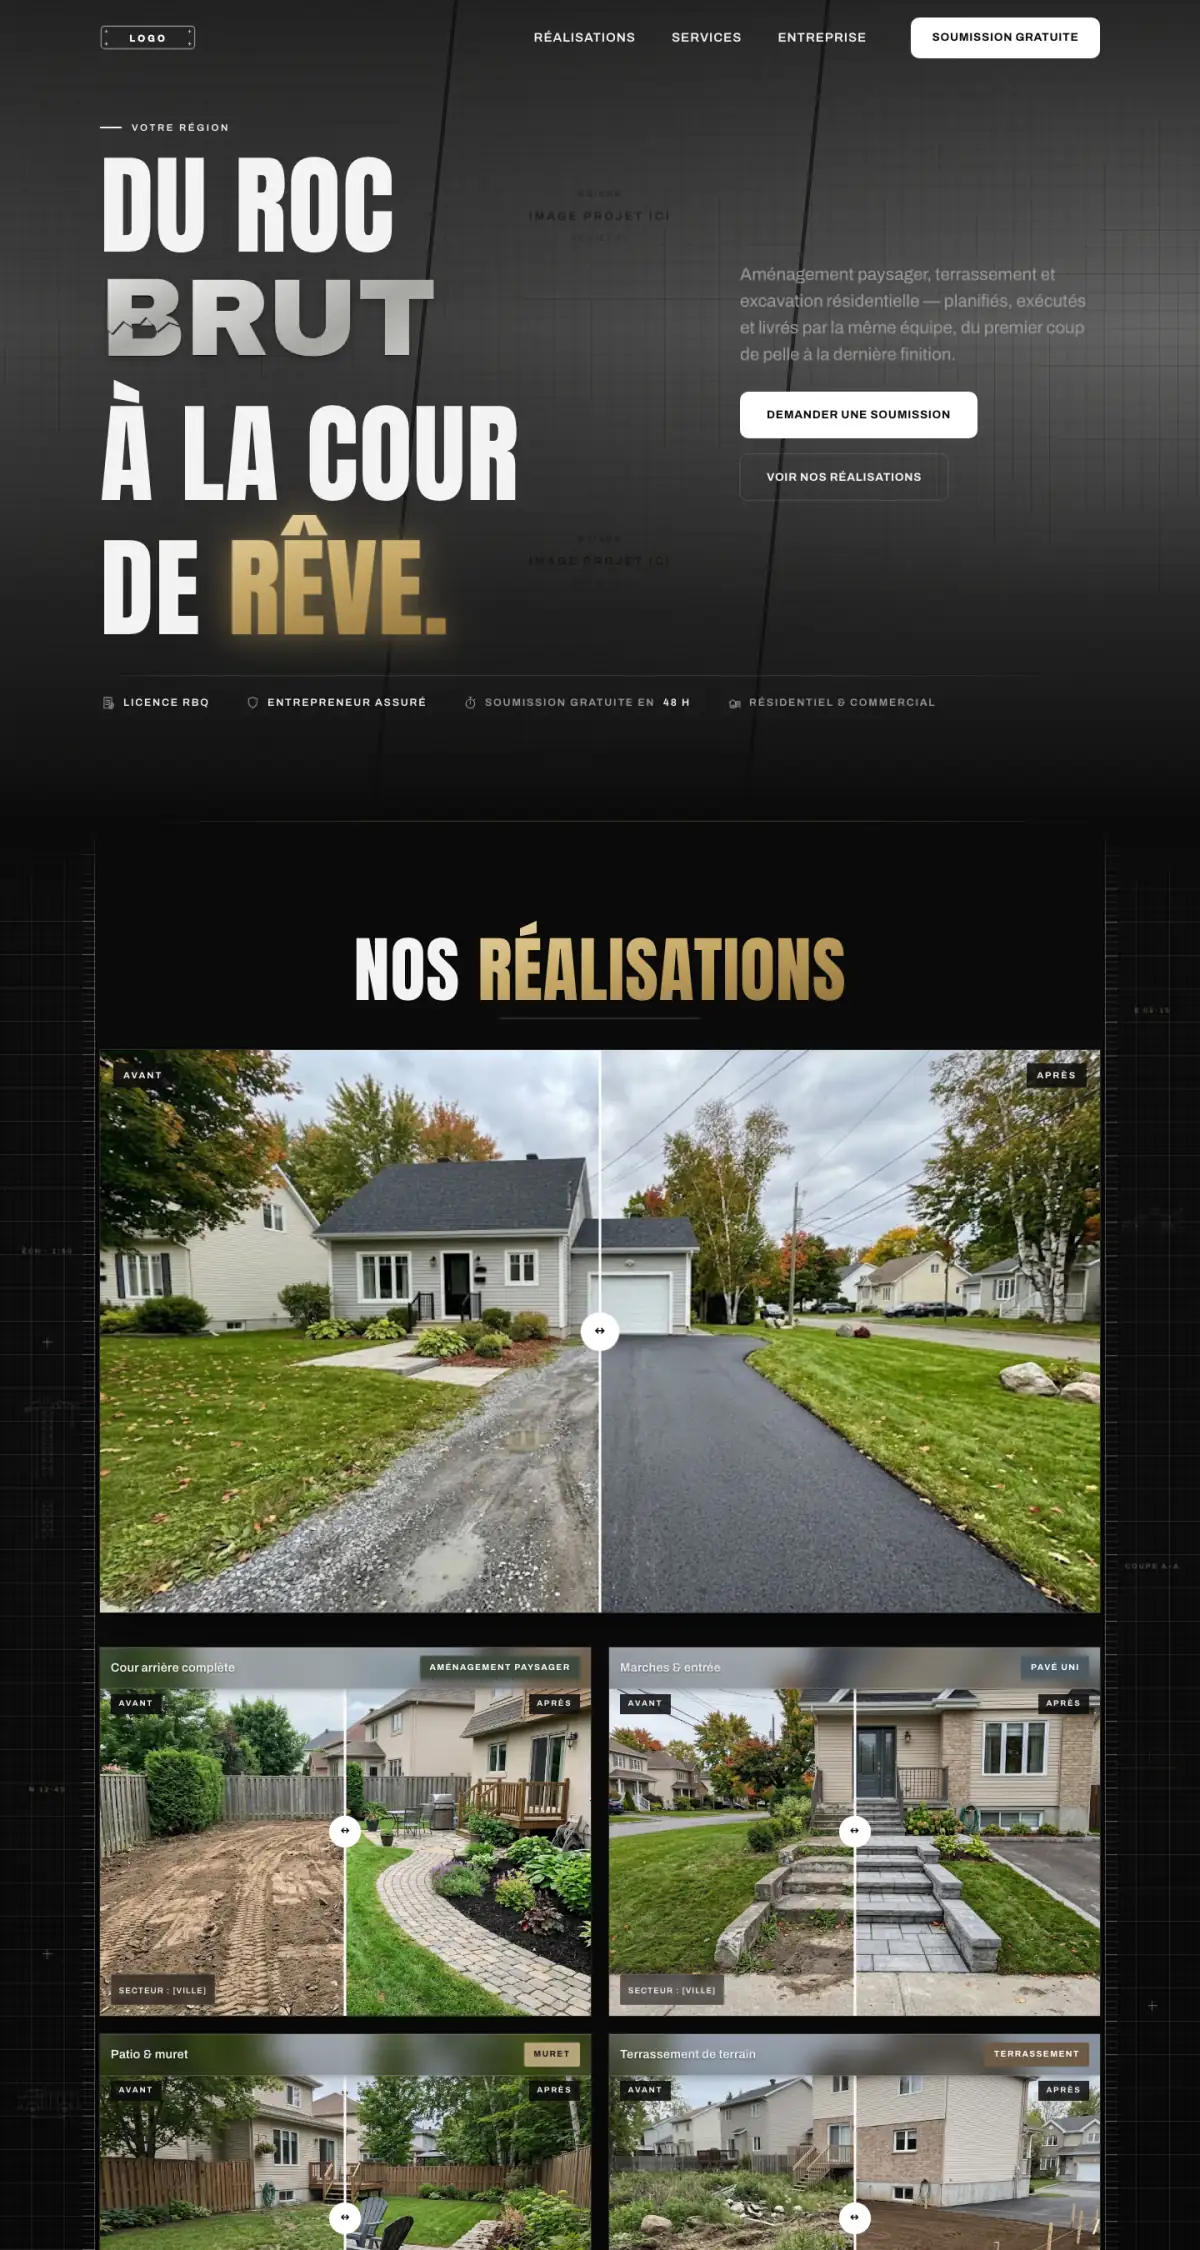 LOGO
RÉALISATIONS
SERVICES
ENTREPRISE
SOUMISSION GRATUITE
VOTRE RÉGION
DU ROC
BRUT
À LA COUR
DE RÊVE.
IMAGE PROJET ICI
Aménagement paysager, terrassement et
excavation résidentielle — planifiés, exécutés
et livrés par la même équipe, du premier coup
de pelle à la dernière finition.
DEMANDER UNE SOUMISSION
VOIR NOS RÉALISATIONS
IMAGE PROJET ICI
LICENCE RBQ
ENTREPRENEUR ASSURÉ
SOUMISSION GRATUITE EN 48 H
RÉSIDENTIEL & COMMERCIAL
NOS RÉALISATIONS
AVANT
APRÈS
COUPE A-A
Cour arrière complète
AMÉNAGEMENT PAYSAGER
AVANT
APRÈS
SECTEUR : [VILLE]
Marches & entrée
PAVÉ UNI
AVANT
APRÈS
SECTEUR : [VILLE]
Patio & muret
MURET
AVANT
APRÈS
Terrassement de terrain
TERRASSEMENT
AVANT
APRÈS